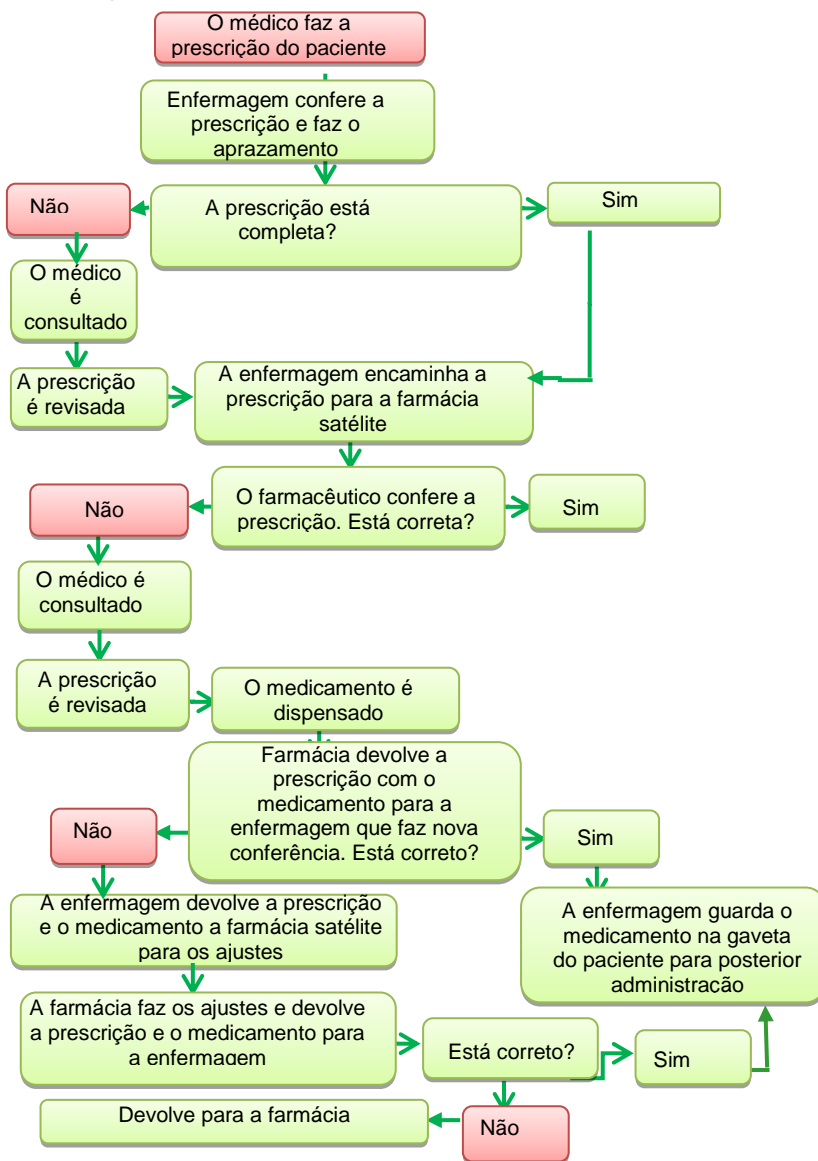 O médico faz a
prescrição do paciente
Enfermagem confere a
prescrição e faz o
aprazamento
Não
A prescrição está
completa?
Sim
O médico
é
consultado
A prescrição
é revisada
A enfermagem encaminha a
prescrição para a farmácia
satélite
Não
O farmacêutico confere a
prescrição. Está correta?
Sim
O médico é
consultado
A prescrição
é revisada
O medicamento é
dispensado
Farmácia devolve a
prescrição com o
medicamento para a
enfermagem que faz nova
conferência. Está correto?
Não
Sim
A enfermagem devolve a prescrição
e o medicamento a farmácia satélite
para os ajustes
A enfermagem guarda o
medicamento na gaveta
do paciente para posterior
administração
A farmácia faz os ajustes e devolve
a prescrição e o medicamento para
a enfermagem
Está correto?
Sim
Devolve para a farmácia
Não